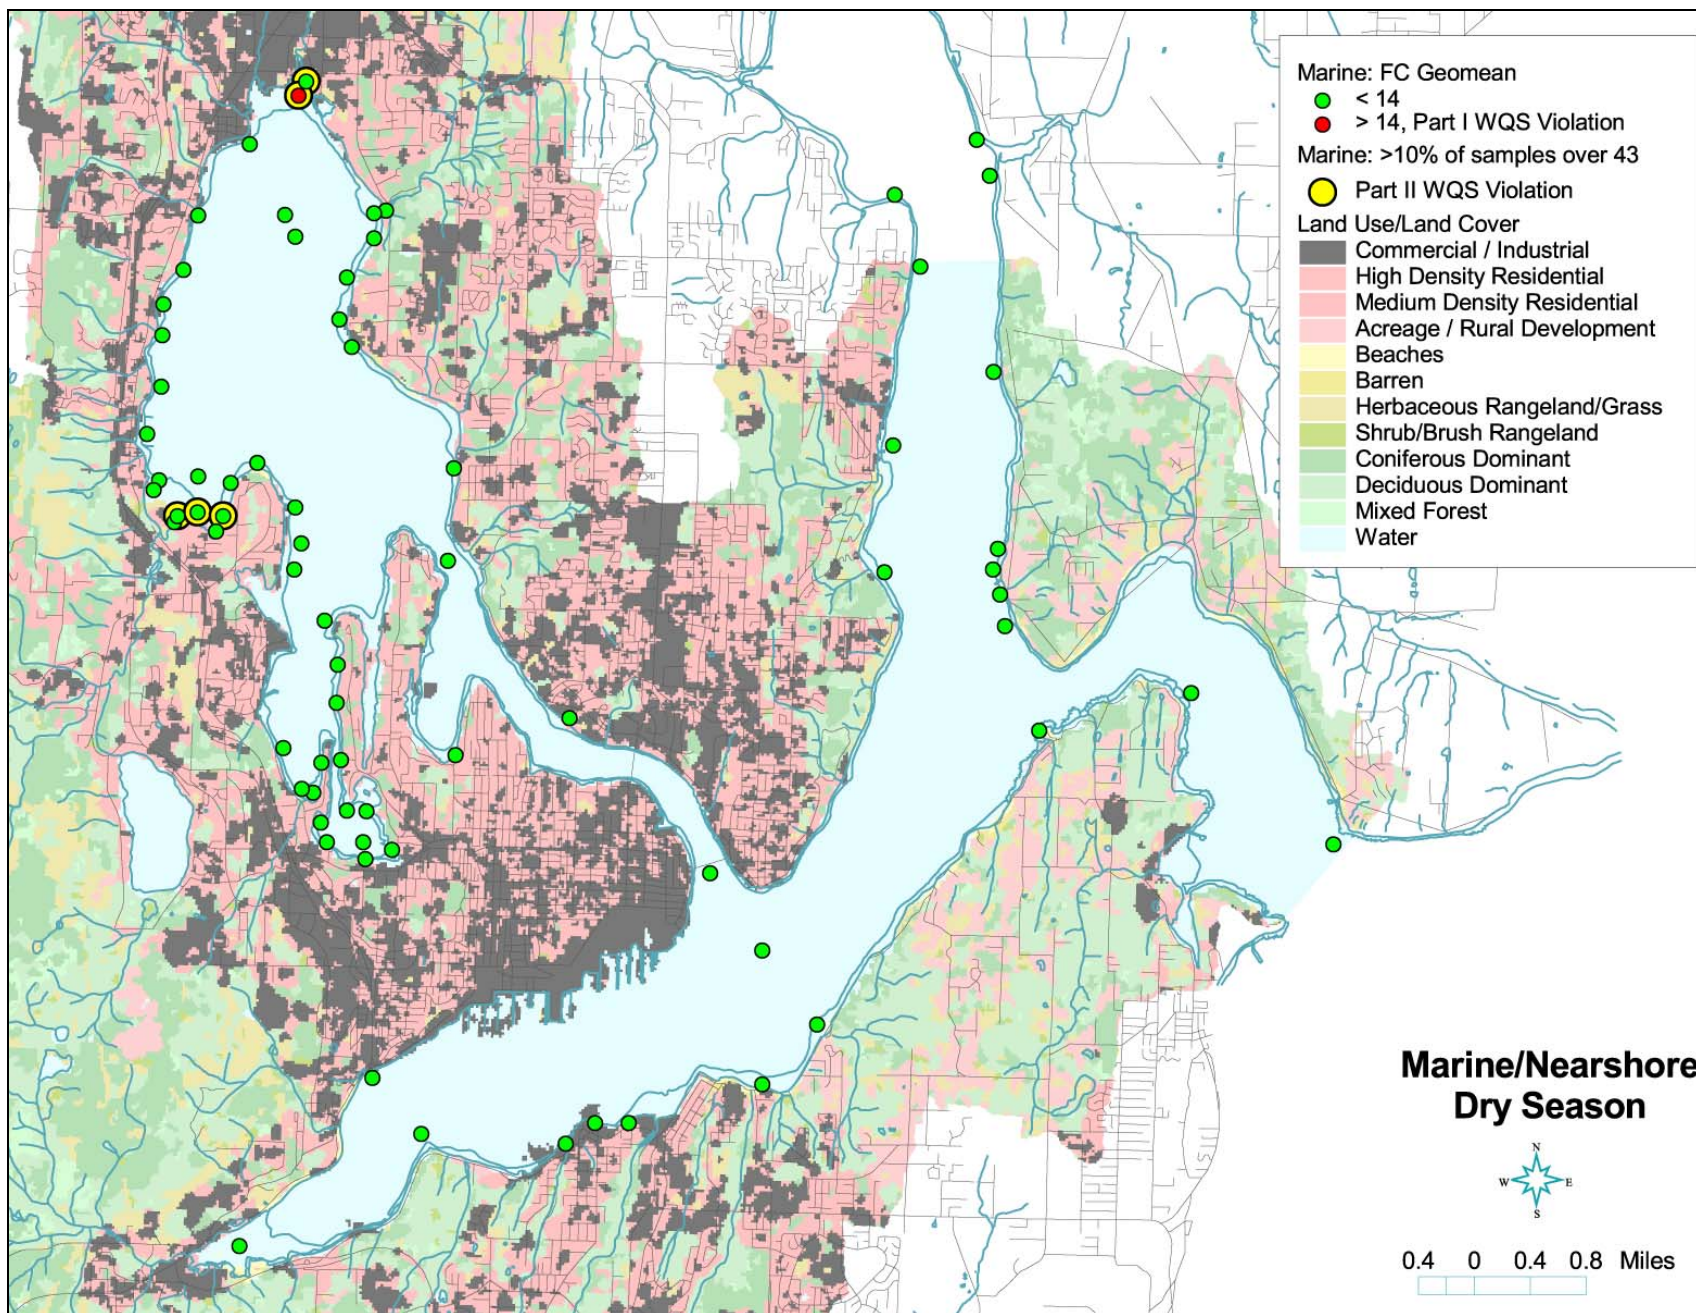 Marine: FC Geomean
< 14
> 14, Part I WQS Violation
Marine: >10% of samples over 43
Part II WQS Violation
Land Use/Land Cover
Commercial / Industrial
High Density Residential
Medium Density Residential
Acreage / Rural Development
Beaches
Barren
Herbaceous Rangeland/Grass
Shrub/Brush Rangeland
Coniferous Dominant
Deciduous Dominant
Mixed Forest
Water
Marine/Nearshore
Dry Season
N
W E
S
0.4 0 0.4 0.8 Miles